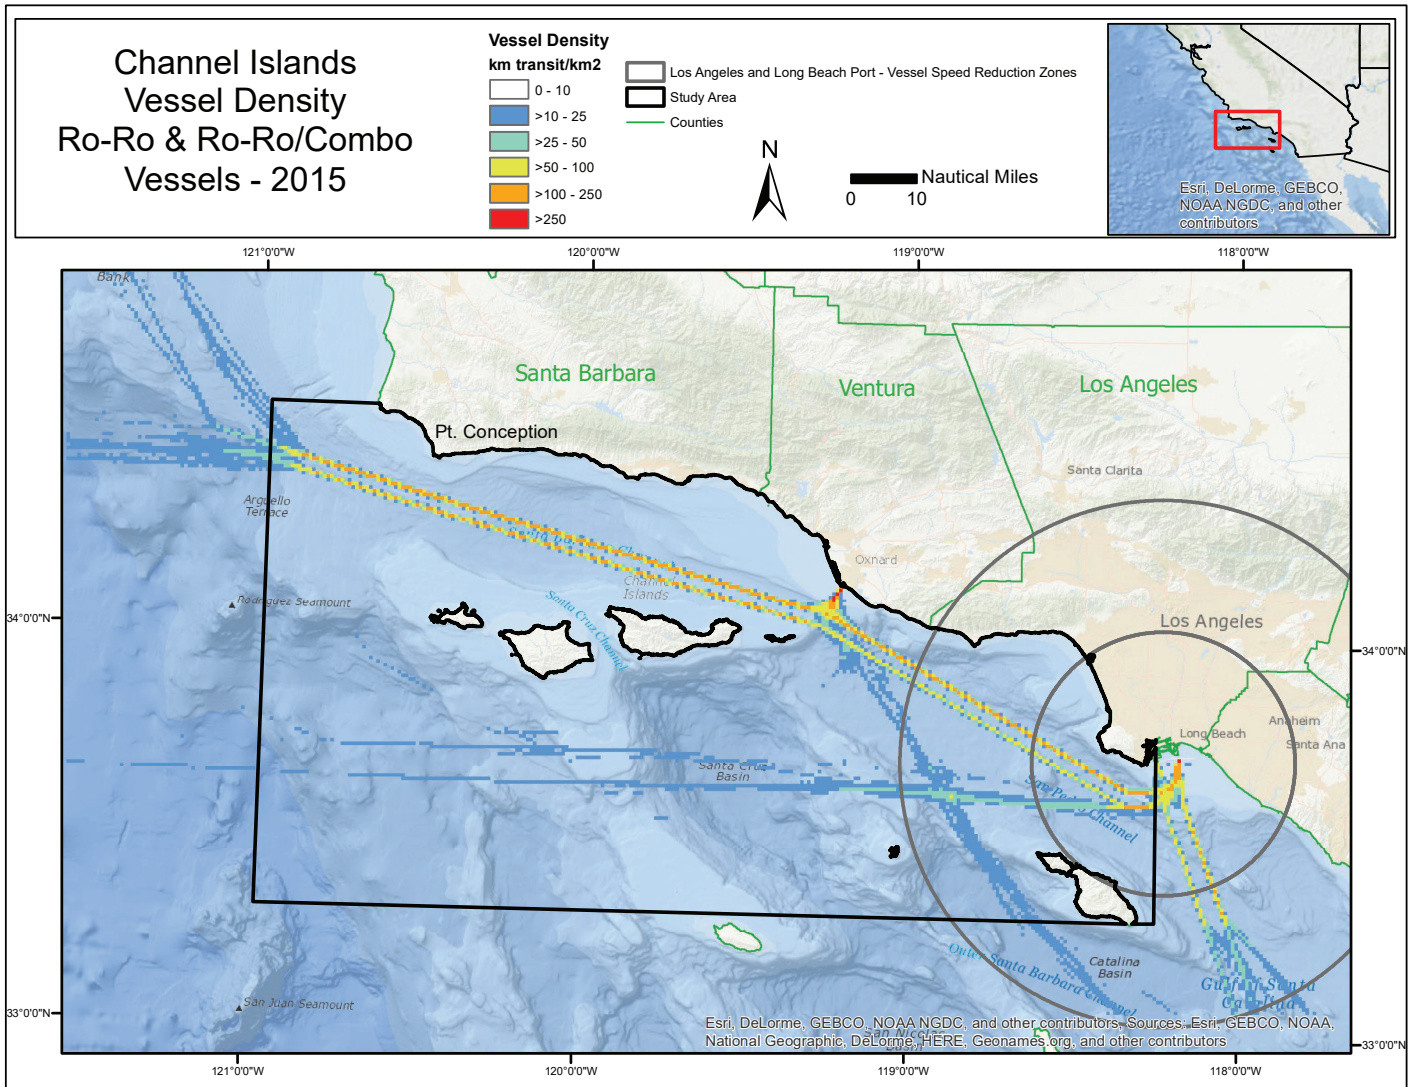 Channel Islands
Vessel Density
Ro-Ro & Ro-Ro/Combo
Vessels - 2015
Vessel Density
km transit/km2
0 - 10
>10 - 25
>25 - 50
>50 - 100
>100 - 250
>250
Los Angeles and Long Beach Port - Vessel Speed Reduction Zones
Study Area
Counties
N
Nautical Miles
0 10
Esri, DeLorme, GEBCO,
NOAA NGDC, and other
contributors
121°0'0"W 120°0'0"W 119°0'0"W 118°0'0"W
Bank
Santa Barbara
Ventura
Los Angeles
Pt. Conception
Santa Clarita
Arguello
Terrace
Oxnard
Channel
Islands
Rodriguez Seamount
Santa Cruz Channel
34°0'0"N
Los Angeles
34°0'0"N
Anaheim
Long Beach
Santa Ana
Santa Cruz
Basin
San Pedro Channel
Catalina
Basin
Outer Santa Barbara Channel
Gulf of Santa
Catalina
San Juan Seamount
33°0'0"N
Esri, DeLorme, GEBCO, NOAA NGDC, and other contributors, Sources: Esri, GEBCO, NOAA,
National Geographic, DeLorme, HERE, Geonames.org, and other contributors
San Nicolas
Basin
33°0'0"N
121°0'0"W 120°0'0"W 119°0'0"W 118°0'0"W